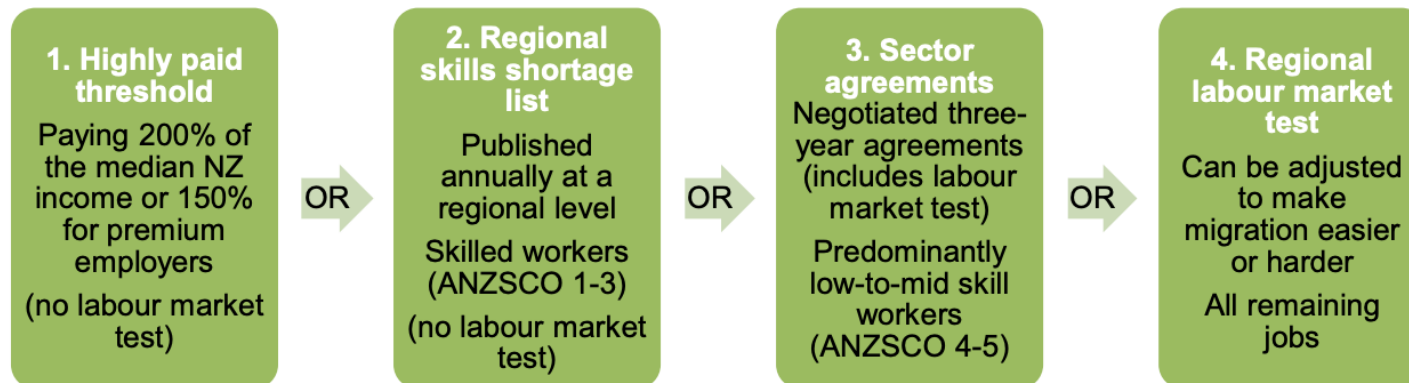 1. Highly paid
threshold
Paying 200% of
the median NZ
income or 150%
for premium
employers
(no labour market
test)
OR
2. Regional
skills shortage
list
Published
annually at a
regional level
Skilled workers
(ANZSCO 1-3)
(no labour market
test)
OR
3. Sector
agreements
Negotiated three-
year agreements
(includes labour
market test)
Predominantly
low-to-mid skill
workers
(ANZSCO 4-5)
OR
4. Regional
labour market
test
Can be adjusted
to make
migration easier
or harder
All remaining
jobs